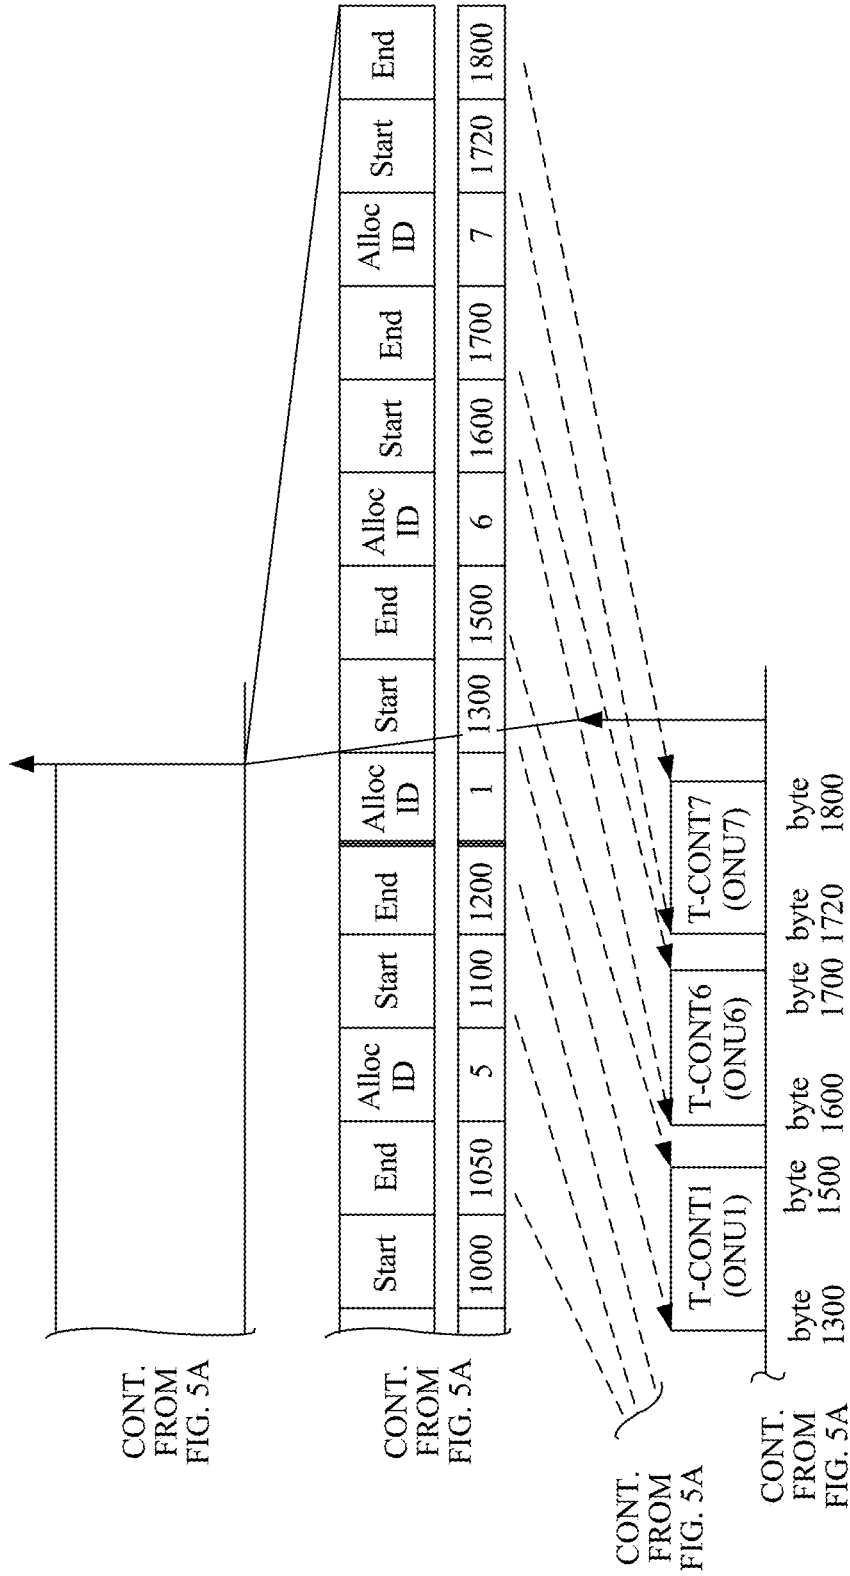 CONT.
FROM
FIG. 5A
CONT.
FROM
FIG. 5A
Start
End
Alloc
ID
Start
End
Alloc
ID
Start
End
Alloc
ID
Start
End
Alloc
ID
Start
End
1000
1050
5
1100
1200
1
1300
1500
6
1600
1700
7
1720
1800
CONT.
FROM
FIG. 5A
T-CONT1
(ONU1)
T-CONT6
(ONU6)
T-CONT7
(ONU7)
CONT.
FROM
FIG. 5A
byte
1300
byte
1500
byte
1600
byte
1700
byte
1720
byte
1800